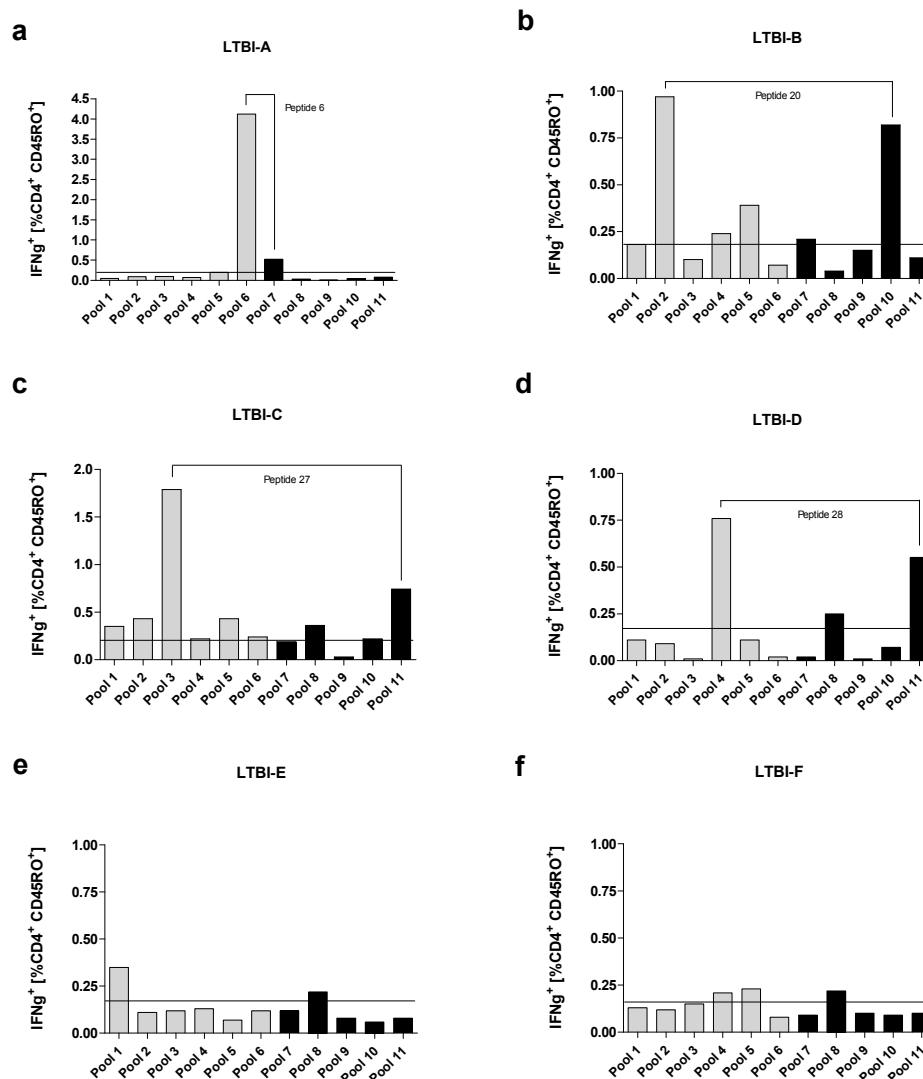 a
LTBI-A
IFNg⁺ [%CD4⁺ CD45RO⁺]
4.5
4.0
3.5
3.0
2.5
2.0
1.5
1.0
0.5
0.0
Peptide 6
Pool 1 Pool 2 Pool 3 Pool 4 Pool 5 Pool 6 Pool 7 Pool 8 Pool 9 Pool 10 Pool 11
b
LTBI-B
IFNg⁺ [%CD4⁺ CD45RO⁺]
1.00
0.75
0.50
0.25
0.00
Peptide 20
Pool 1 Pool 2 Pool 3 Pool 4 Pool 5 Pool 6 Pool 7 Pool 8 Pool 9 Pool 10 Pool 11
c
LTBI-C
IFNg⁺ [%CD4⁺ CD45RO⁺]
2.0
1.5
1.0
0.5
0.0
Peptide 27
Pool 1 Pool 2 Pool 3 Pool 4 Pool 5 Pool 6 Pool 7 Pool 8 Pool 9 Pool 10 Pool 11
d
LTBI-D
IFNg⁺ [%CD4⁺ CD45RO⁺]
1.00
0.75
0.50
0.25
0.00
Peptide 28
Pool 1 Pool 2 Pool 3 Pool 4 Pool 5 Pool 6 Pool 7 Pool 8 Pool 9 Pool 10 Pool 11
e
LTBI-E
IFNg⁺ [%CD4⁺ CD45RO⁺]
1.00
0.75
0.50
0.25
0.00
Pool 1 Pool 2 Pool 3 Pool 4 Pool 5 Pool 6 Pool 7 Pool 8 Pool 9 Pool 10 Pool 11
f
LTBI-F
IFNg⁺ [%CD4⁺ CD45RO⁺]
1.00
0.75
0.50
0.25
0.00
Pool 1 Pool 2 Pool 3 Pool 4 Pool 5 Pool 6 Pool 7 Pool 8 Pool 9 Pool 10 Pool 11